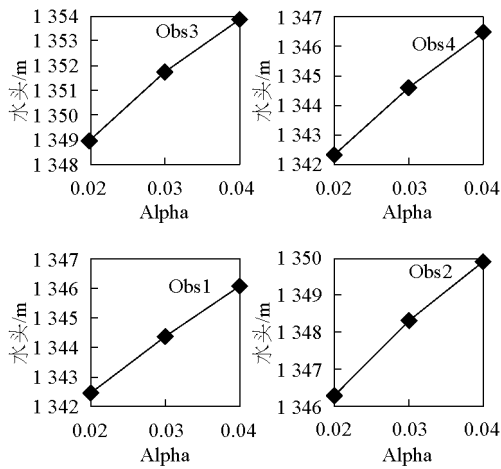 1 354
1 353
1 352
1 351
1 350
1 349
1 348
水头/m
Obs3
0.02 0.03 0.04
Alpha
1 347
1 346
1 345
1 344
1 343
1 342
水头/m
Obs4
0.02 0.03 0.04
Alpha
1 347
1 346
1 345
1 344
1 343
1 342
水头/m
Obs1
0.02 0.03 0.04
Alpha
1 350
1 349
1 348
1 347
1 346
水头/m
Obs2
0.02 0.03 0.04
Alpha